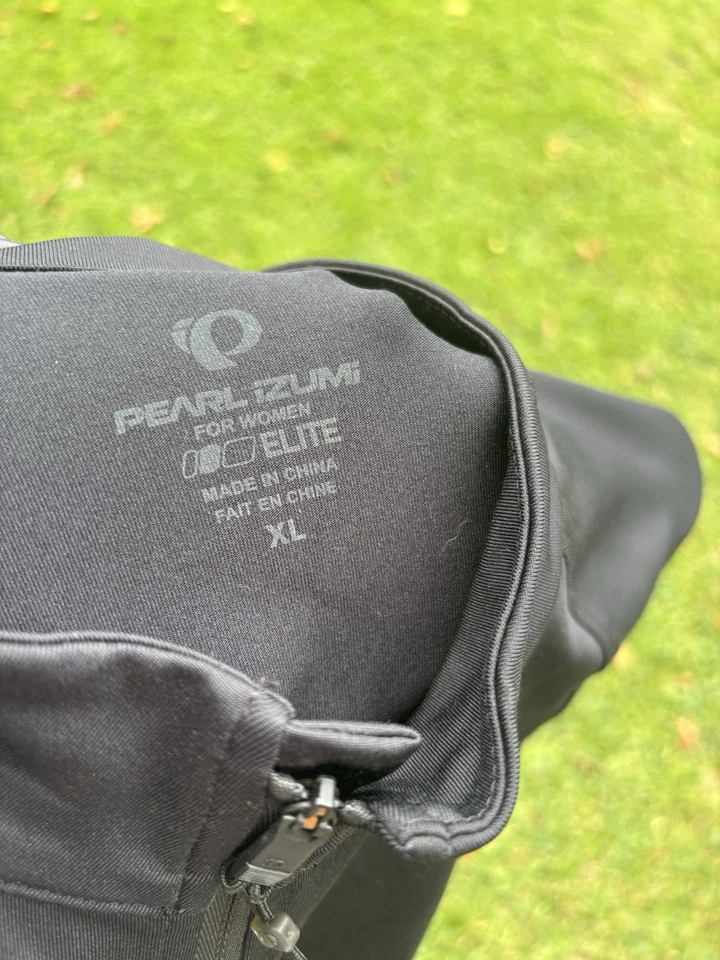 PEARL iZUMi
FOR WOMEN
ELITE
MADE IN CHINA
FAIT EN CHINE
XL